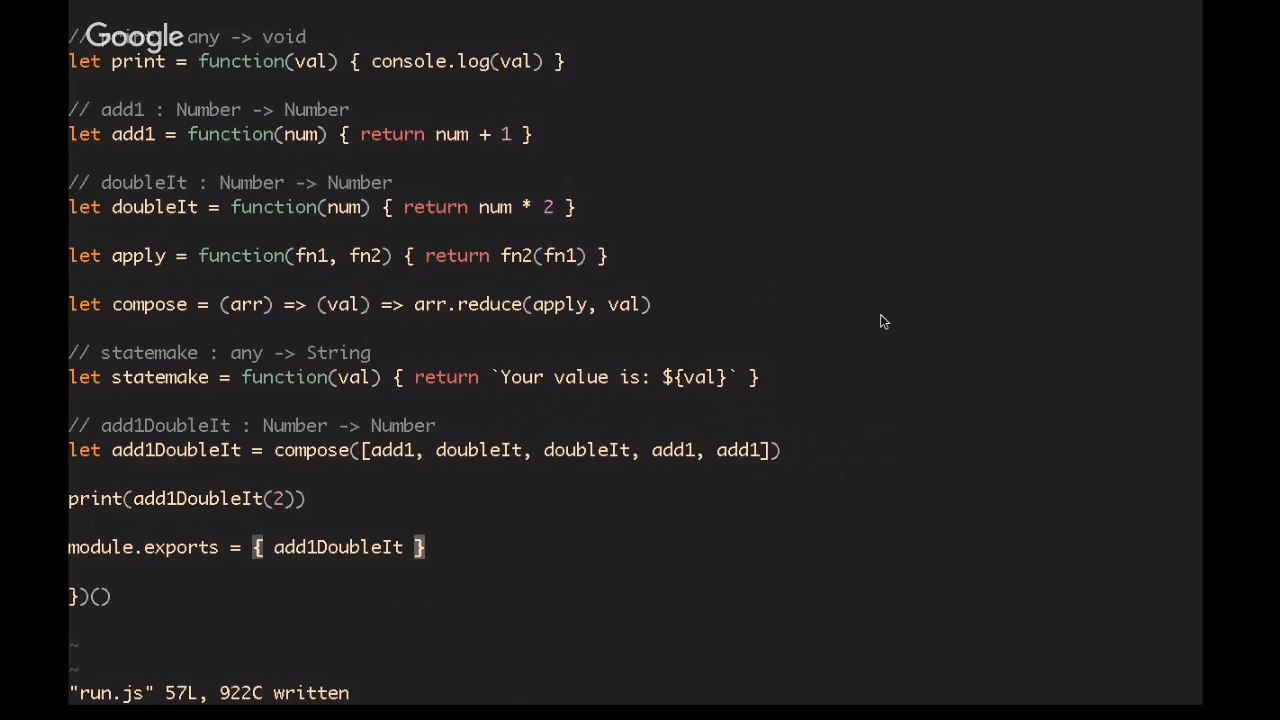 Google
// any -> void
let print = function(val) { console.log(val) }
// add1 : Number -> Number
let add1 = function(num) { return num + 1 }
// doubleIt : Number -> Number
let doubleIt = function(num) { return num * 2 }
let apply = function(fn1, fn2) { return fn2(fn1) }
let compose = (arr) => (val) => arr.reduce(apply, val)
// statemake : any -> String
let statemake = function(val) { return `Your value is: ${val}` }
// add1DoubleIt : Number -> Number
let add1DoubleIt = compose([add1, doubleIt, doubleIt, add1, add1])
print(add1DoubleIt(2))
module.exports = { add1DoubleIt }
})()
~
~
"run.js" 57L, 922C written